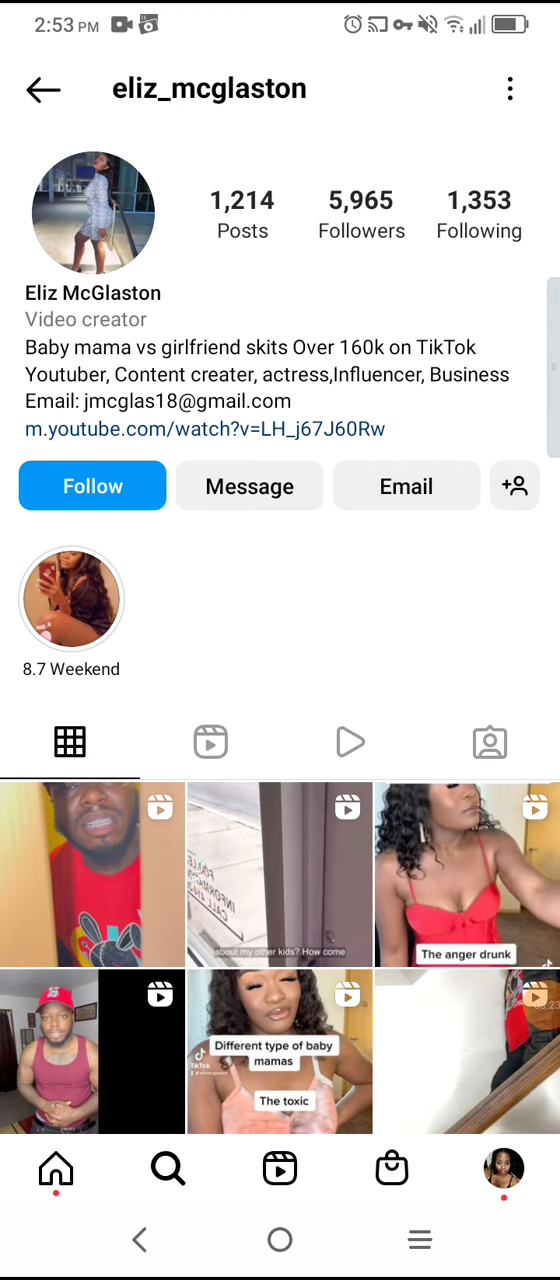 2:53 PM
eliz_mcglaston
1,214
5,965
1,353
Posts
Followers
Following
Eliz McGlaston
Video creator
Baby mama vs girlfriend skits Over 160k on TikTok
Youtuber, Content creater, actress,Influencer, Business
Email: jmcglas18@gmail.com
m.youtube.com/watch?v=LH_j67J60Rw
Follow
Message
Email
8.7 Weekend
about my other kids? How come
The anger drunk
Different type of baby
mamas
TikTok
The toxic